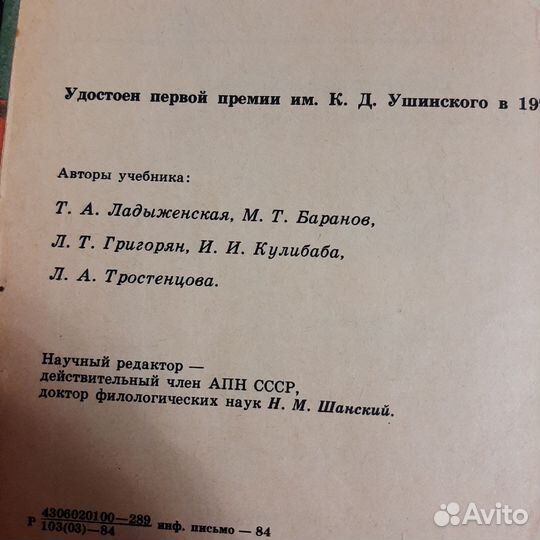 Удостоен первой премии им. К. Д. Ушинского в
Авторы учебника:
Т. А. Ладыженская, М. Т. Баранов,
Л. Т. Григорян, И. И. Кулибаба,
Л. А. Тростенцова.
Научный редактор —
действительный член АПН СССР,
доктор филологических наук Н. М. Шанский.
Р 4306020100—289
103(03)—84 инф. письмо — 84
Avito